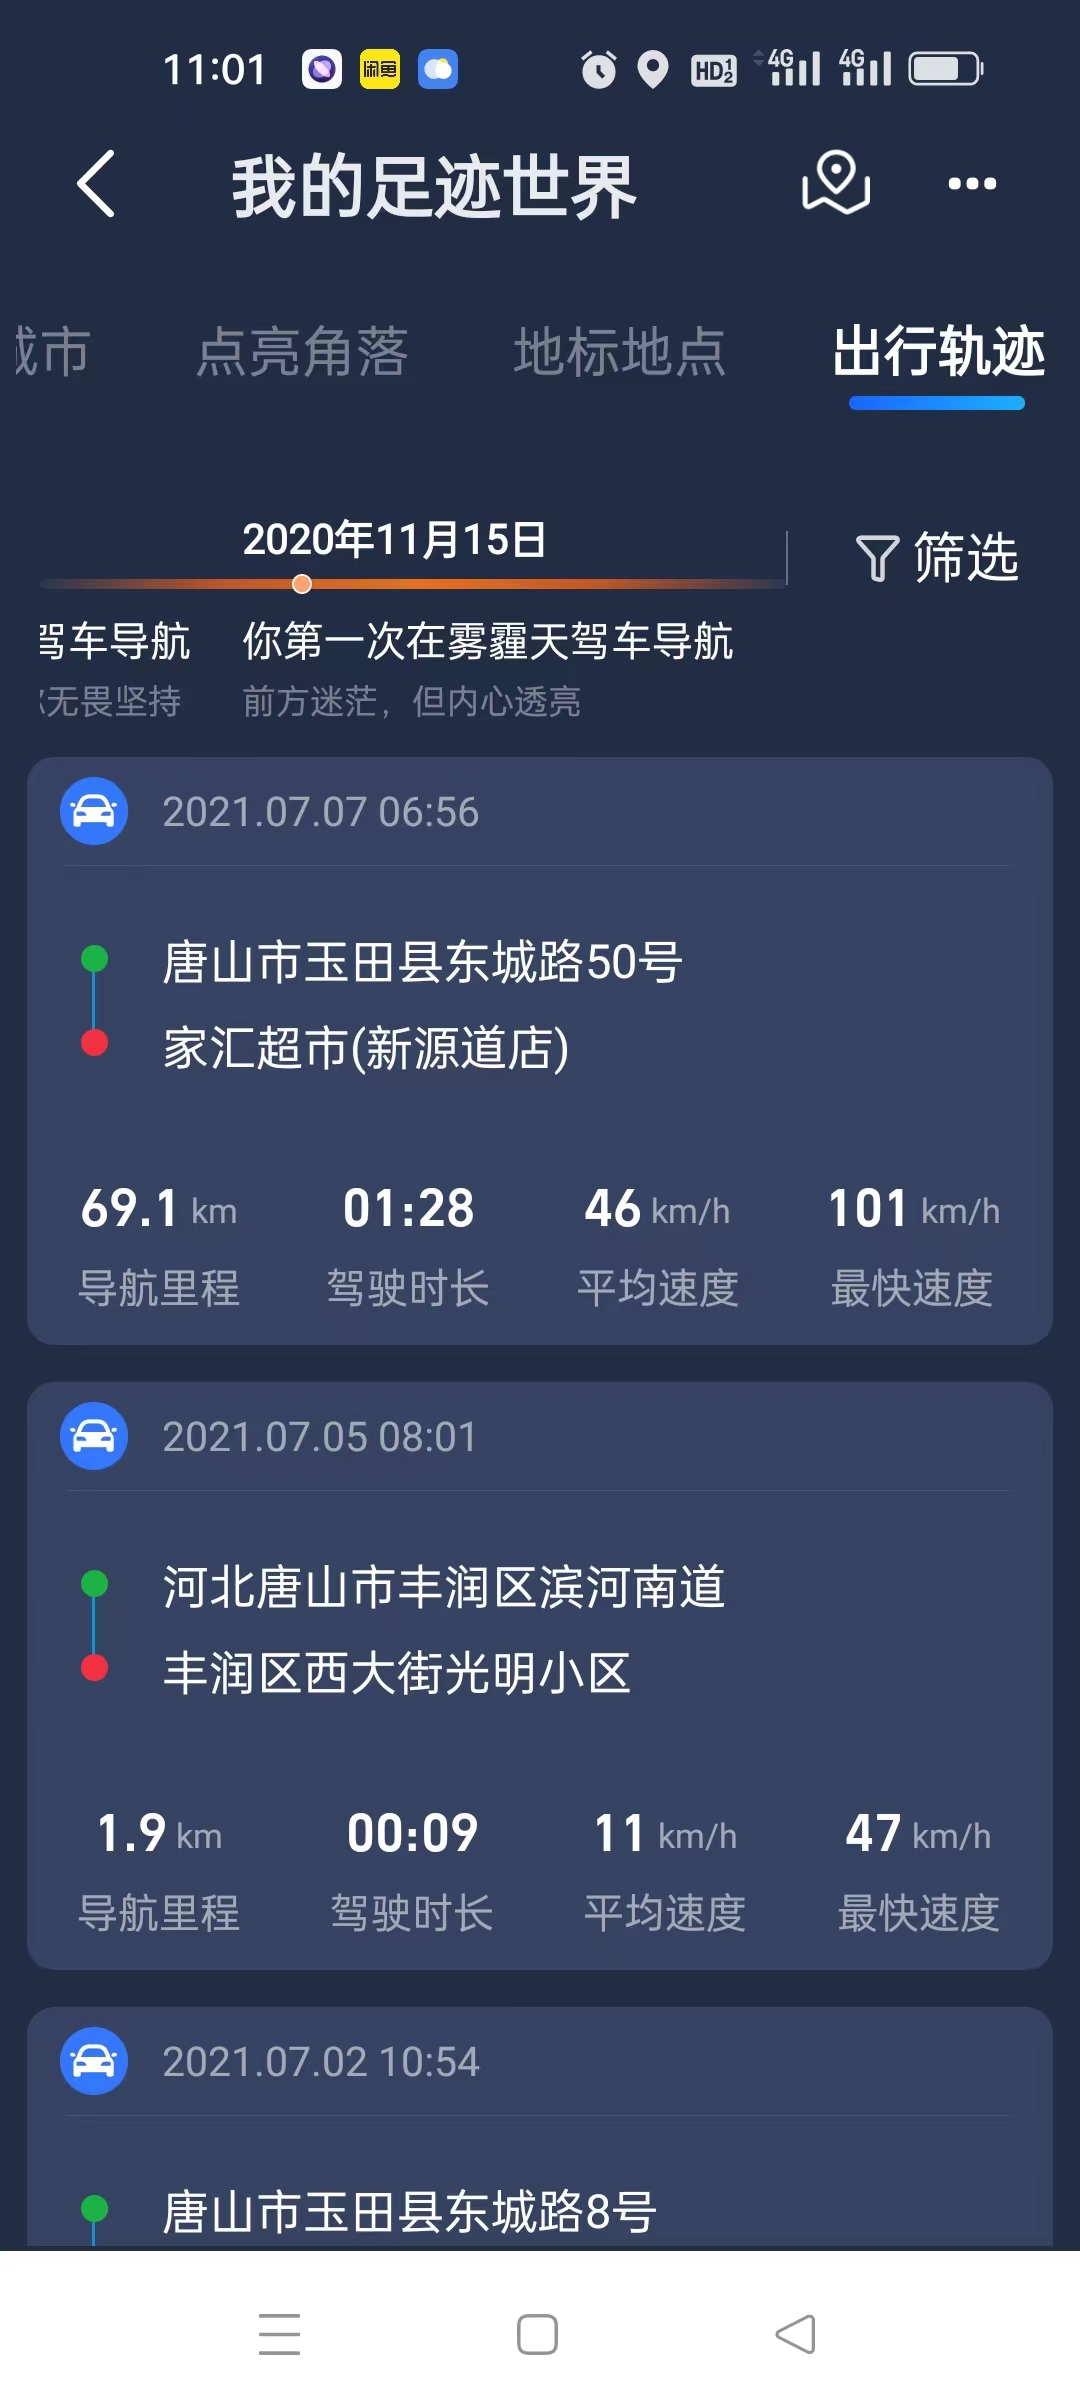 11:01 闲鱼 HD12 4G 4G
我的足迹世界
城市 点亮角落 地标地点 出行轨迹
2020年11月15日
筛选
驾车导航 你第一次在雾霾天驾车导航
无畏坚持 前方迷茫，但内心透亮
2021.07.07 06:56
唐山市玉田县东城路50号
家汇超市(新源道店)
69.1 km 01:28 46 km/h 101 km/h
导航里程 驾驶时长 平均速度 最快速度
2021.07.05 08:01
河北唐山市丰润区滨河南道
丰润区西大街光明小区
1.9 km 00:09 11 km/h 47 km/h
导航里程 驾驶时长 平均速度 最快速度
2021.07.02 10:54
唐山市玉田县东城路8号